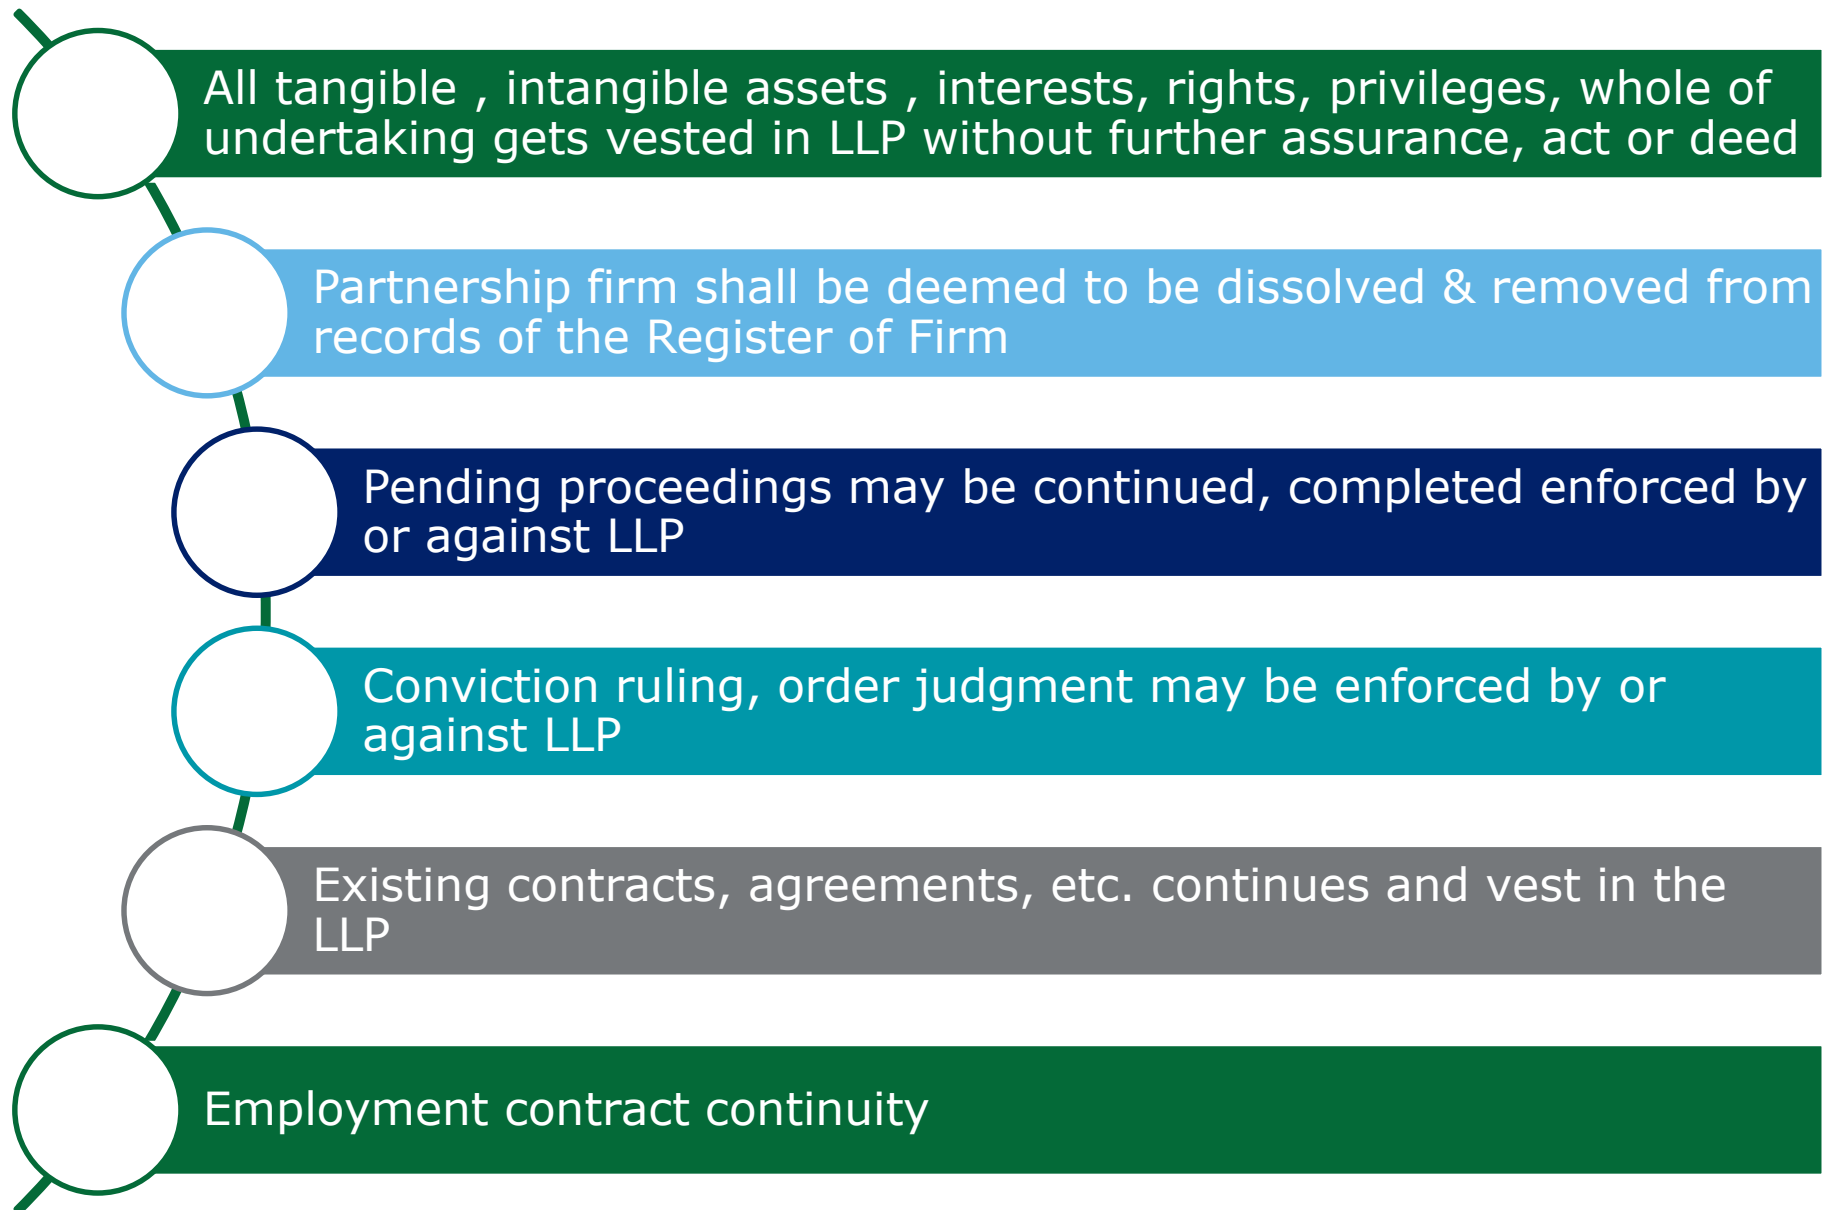 All tangible , intangible assets , interests, rights, privileges, whole of
undertaking gets vested in LLP without further assurance, act or deed
Partnership firm shall be deemed to be dissolved & removed from
records of the Register of Firm
Pending proceedings may be continued, completed enforced by
or against LLP
Conviction ruling, order judgment may be enforced by or
against LLP
Existing contracts, agreements, etc. continues and vest in the
LLP
Employment contract continuity